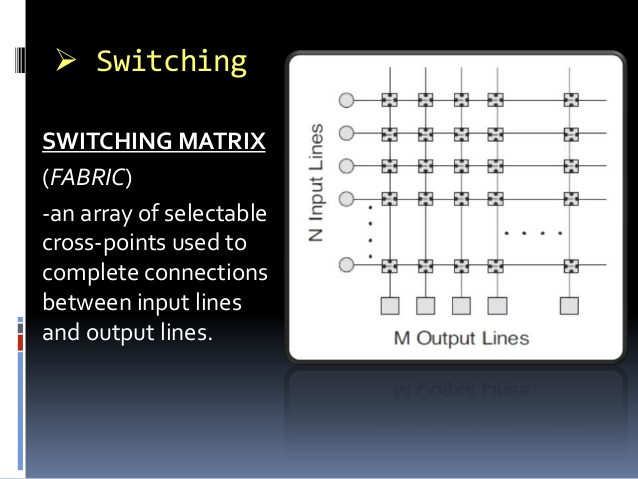 ➢ Switching
SWITCHING MATRIX
(FABRIC)
-an array of selectable
cross-points used to
complete connections
between input lines
and output lines.
N Input Lines
M Output Lines